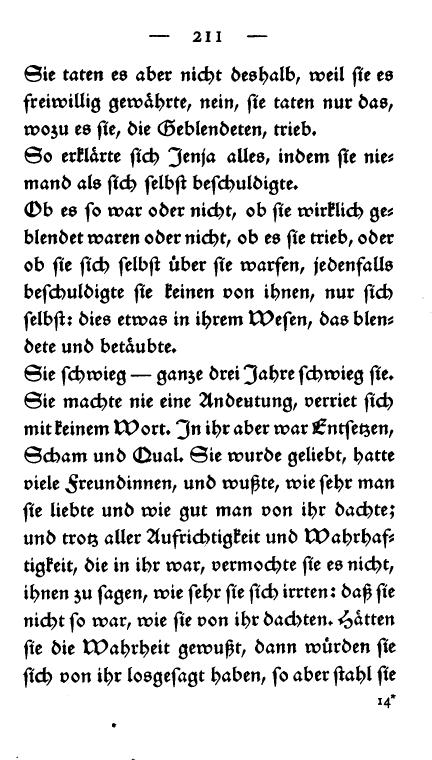 — 211 —
Sie taten es aber nicht deshalb, weil sie es
freiwillig gewährte, nein, sie taten nur das,
wozu es sie, die Geblendeten, trieb.
So erklärte sich Jenja alles, indem sie nie-
mand als sich selbst beschuldigte.
Ob es so war oder nicht, ob sie wirklich ge-
blendet waren oder nicht, ob es sie trieb, oder
ob sie sich selbst über sie warfen, jedenfalls
beschuldigte sie keinen von ihnen, nur sich
selbst: dies etwas in ihrem Wesen, das blen-
dete und betäubte.
Sie schwieg — ganze drei Jahre schwieg sie.
Sie machte nie eine Andeutung, verriet sich
mit keinem Wort. In ihr aber war Entsetzen,
Scham und Qual. Sie wurde geliebt, hatte
viele Freundinnen, und wußte, wie sehr man
sie liebte und wie gut man von ihr dachte;
und trotz aller Aufrichtigkeit und Wahrhaf-
tigkeit, die in ihr war, vermochte sie es nicht,
ihnen zu sagen, wie sehr sie sich irrten: daß sie
nicht so war, wie sie von ihr dachten. Hätten
sie die Wahrheit gewußt, dann würden sie
sich von ihr losgesagt haben, so aber stahl sie
14*